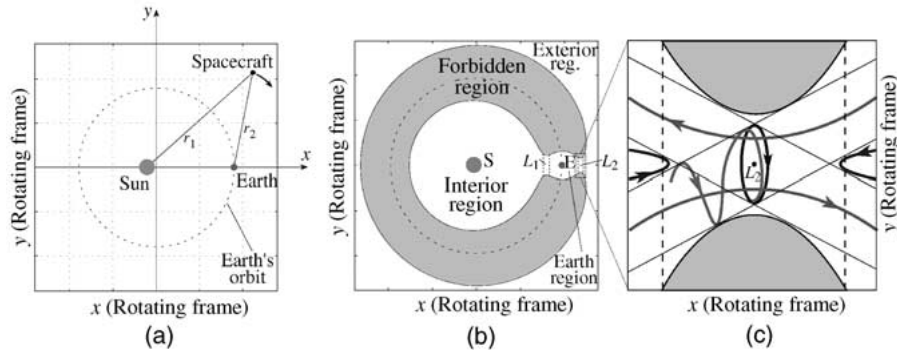 y
y (Rotating frame)
Spacecraft
r1
r2
x
Sun
Earth
Earth's
orbit
x (Rotating frame)
(a)
y (Rotating frame)
Exterior
reg.
Forbidden
region
S
L1
E
L2
Interior
region
Earth
region
x (Rotating frame)
(b)
L2
y (Rotating frame)
x (Rotating frame)
(c)